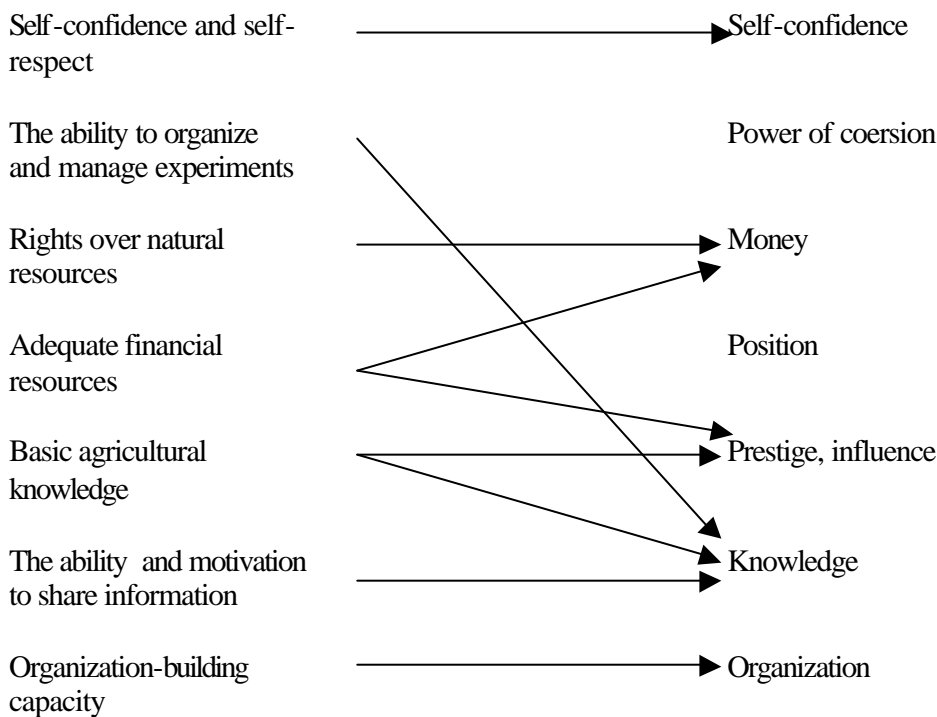 Self-confidence and self-
respect
Self-confidence
The ability to organize
and manage experiments
Power of coersion
Rights over natural
resources
Money
Adequate financial
resources
Position
Basic agricultural
knowledge
Prestige, influence
The ability and motivation
to share information
Knowledge
Organization-building
capacity
Organization